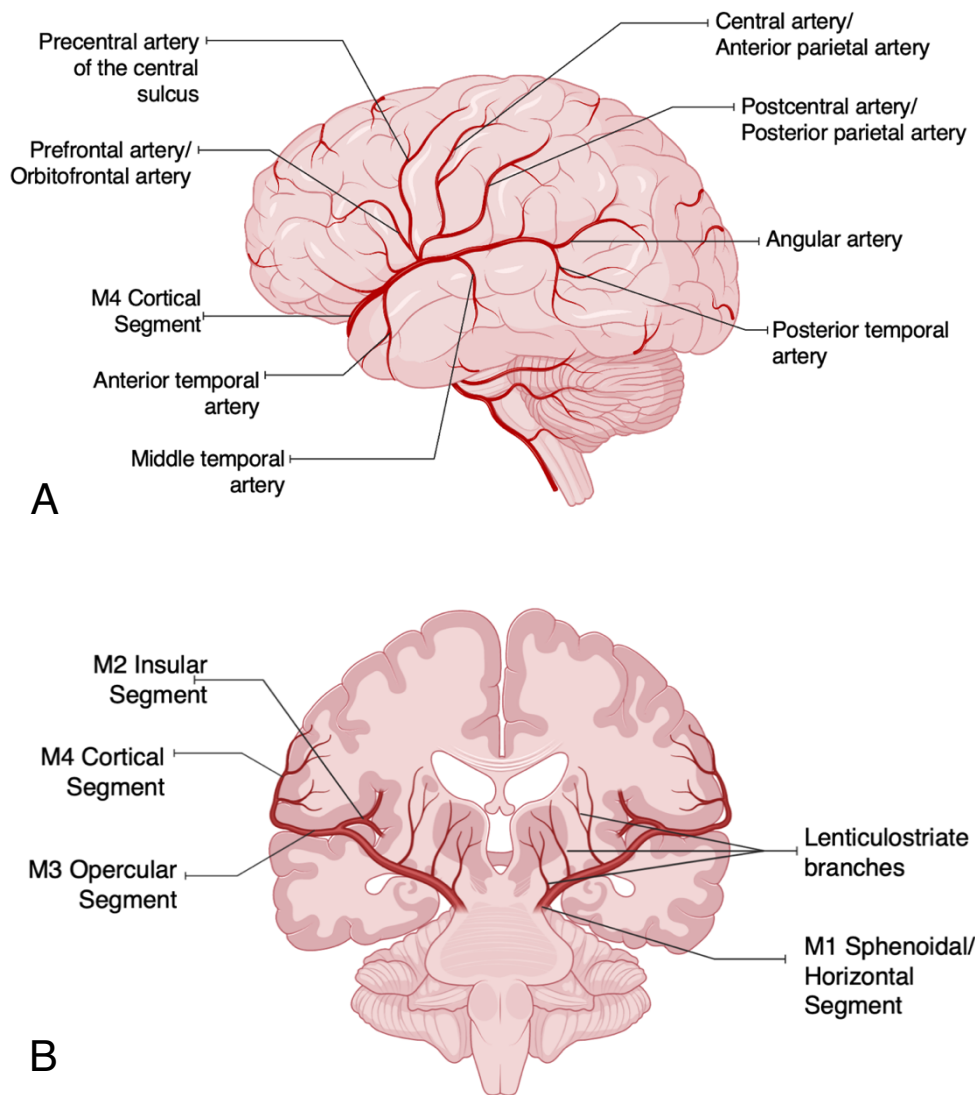 Precentral artery
of the central
sulcus
Central artery/
Anterior parietal artery
Prefrontal artery/
Orbitofrontal artery
Postcentral artery/
Posterior parietal artery
Angular artery
M4 Cortical
Segment
Posterior temporal
artery
Anterior temporal
artery
Middle temporal
artery
A
M2 Insular
Segment
M4 Cortical
Segment
M3 Opercular
Segment
Lenticulostriate
branches
M1 Sphenoidal/
Horizontal
Segment
B